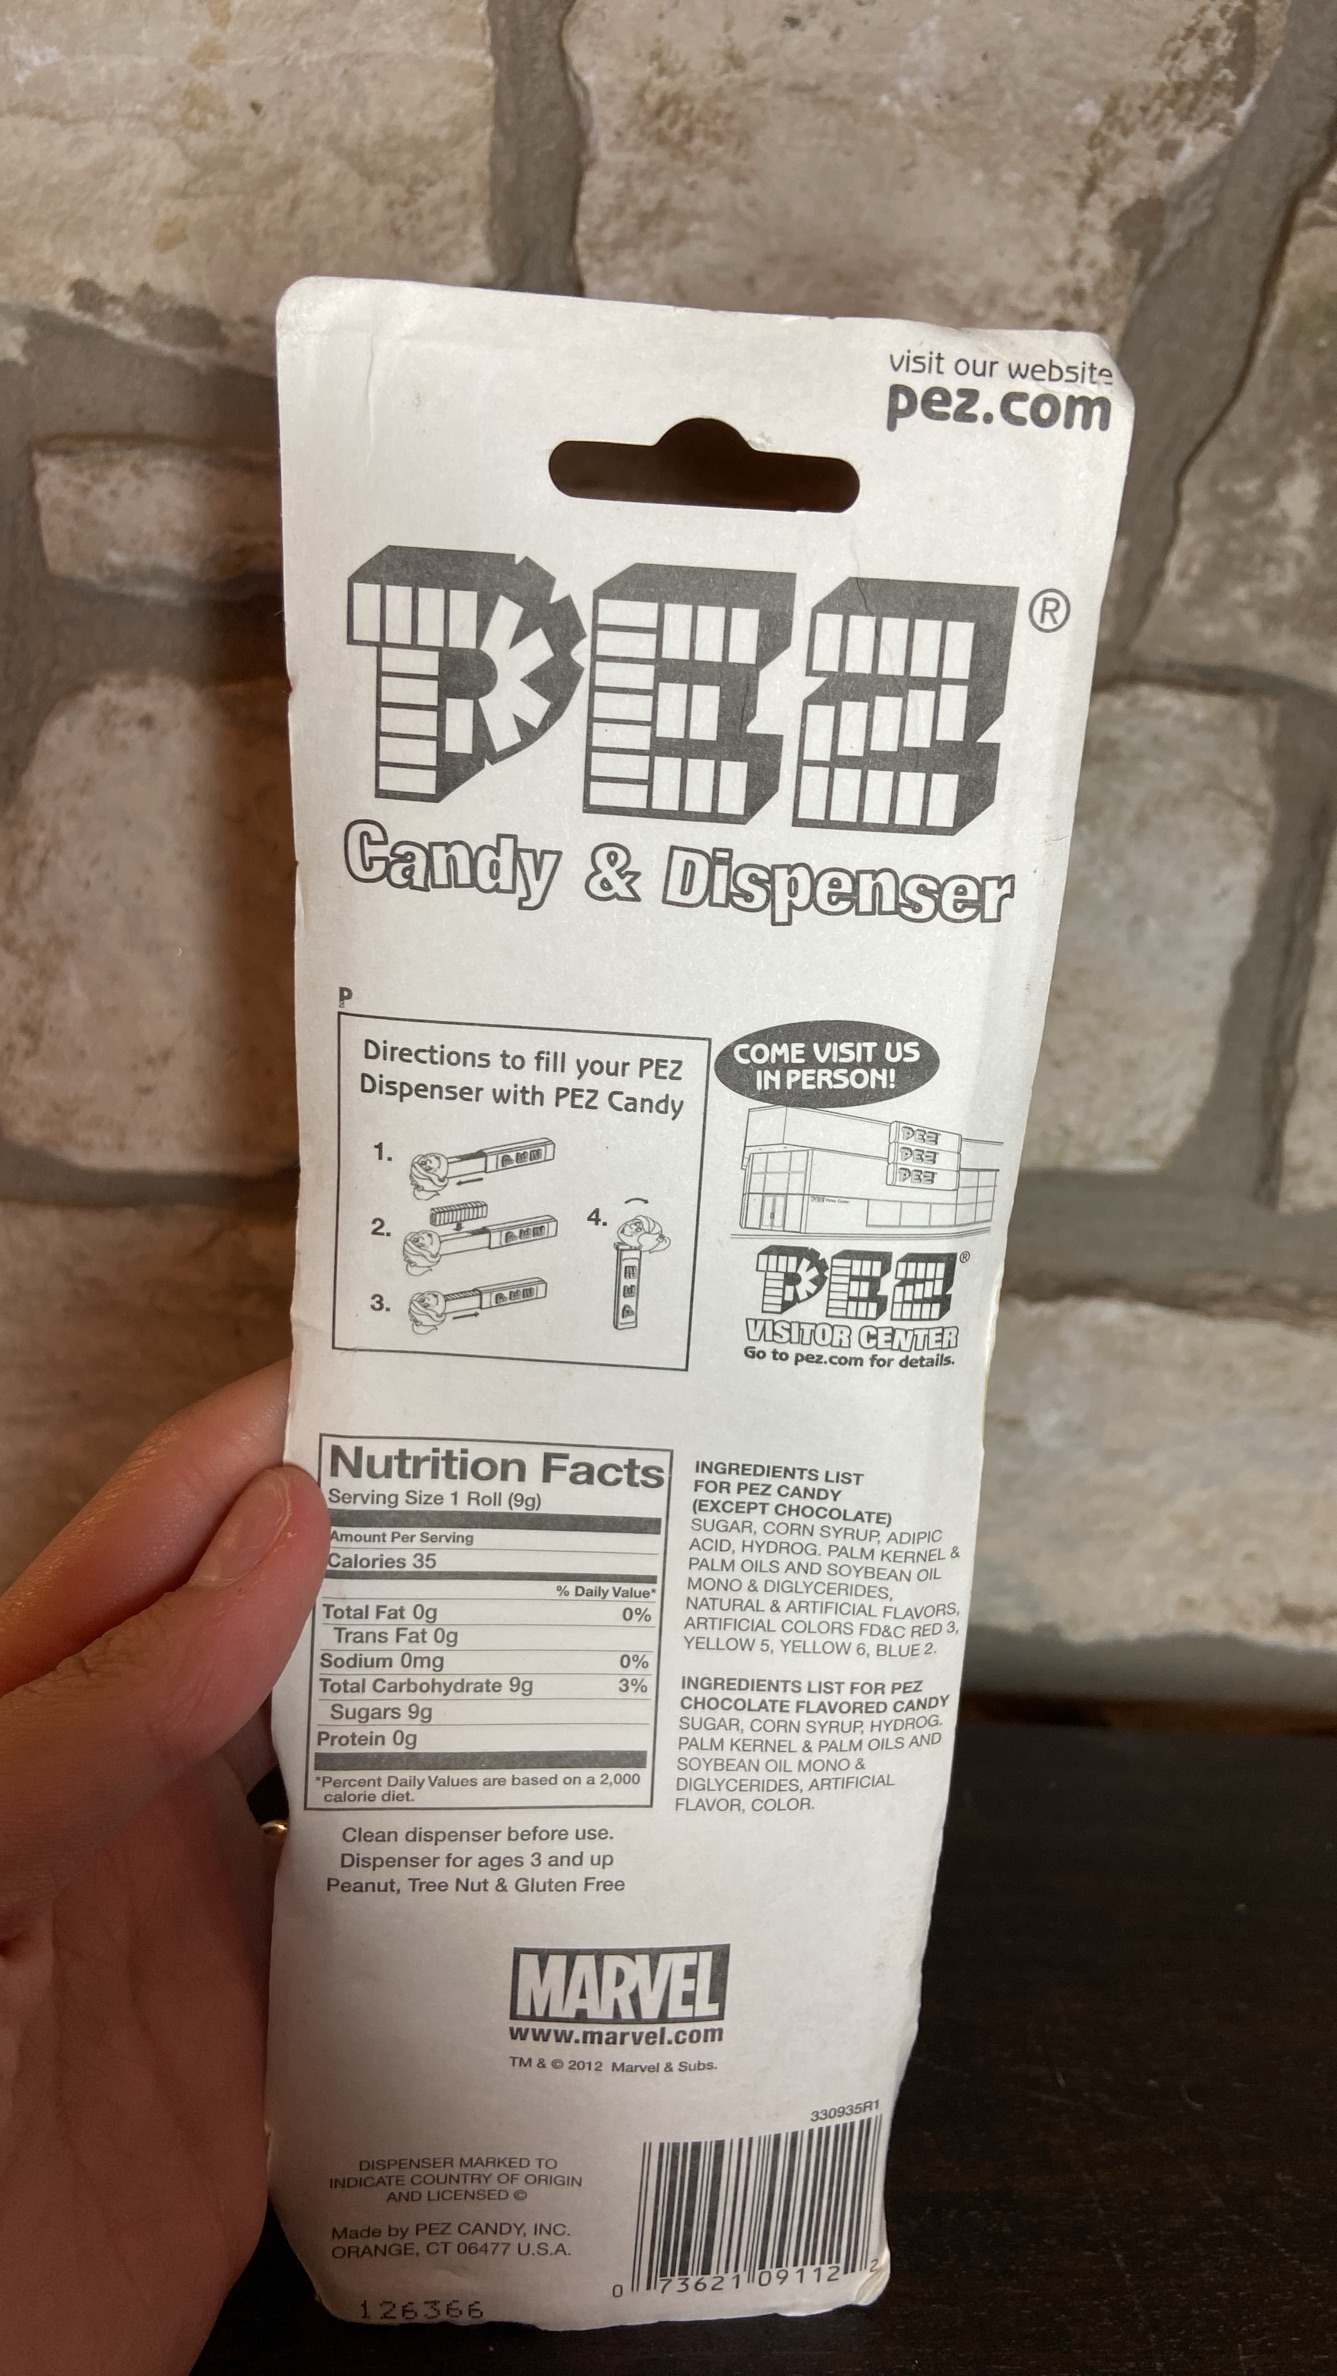 visit our website
pez.com
PEZ®
Candy & Dispenser
P
Directions to fill your PEZ
Dispenser with PEZ Candy
1.
2.
3.
4.
COME VISIT US
IN PERSON!
PEZ
PEZ
PEZ
PEZ®
VISITOR CENTER
Go to pez.com for details.
Nutrition Facts
Serving Size 1 Roll (9g)
Amount Per Serving
Calories 35
% Daily Value*
Total Fat 0g 0%
Trans Fat 0g
Sodium 0mg 0%
Total Carbohydrate 9g 3%
Sugars 9g
Protein 0g
*Percent Daily Values are based on a 2,000
calorie diet.
INGREDIENTS LIST
FOR PEZ CANDY
(EXCEPT CHOCOLATE)
SUGAR, CORN SYRUP, ADIPIC
ACID, HYDROG. PALM KERNEL &
PALM OILS AND SOYBEAN OIL
MONO & DIGLYCERIDES,
NATURAL & ARTIFICIAL FLAVORS,
ARTIFICIAL COLORS FD&C RED 3,
YELLOW 5, YELLOW 6, BLUE 2.
INGREDIENTS LIST FOR PEZ
CHOCOLATE FLAVORED CANDY
SUGAR, CORN SYRUP, HYDROG.
PALM KERNEL & PALM OILS AND
SOYBEAN OIL MONO &
DIGLYCERIDES, ARTIFICIAL
FLAVOR, COLOR.
Clean dispenser before use.
Dispenser for ages 3 and up
Peanut, Tree Nut & Gluten Free
MARVEL
www.marvel.com
TM & © 2012 Marvel & Subs.
330935R1
DISPENSER MARKED TO
INDICATE COUNTRY OF ORIGIN
AND LICENSED ©
Made by PEZ CANDY, INC.
ORANGE, CT 06477 U.S.A.
0 73621 09112 2
126366